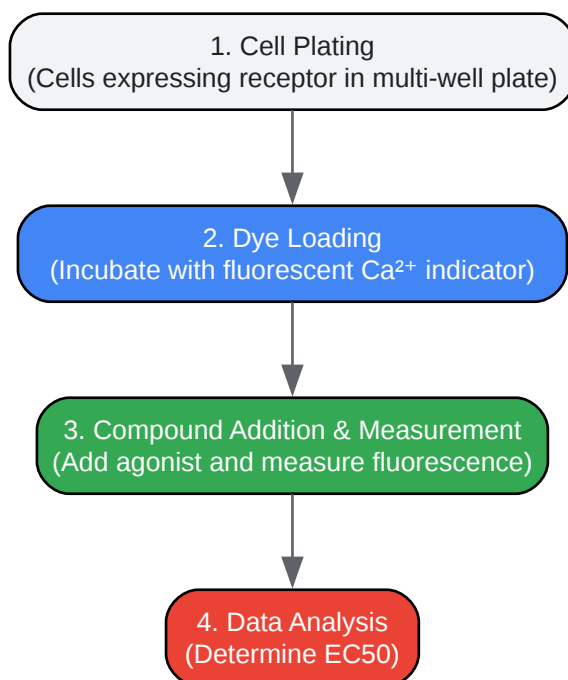 1. Cell Plating
(Cells expressing receptor in multi-well plate)
2. Dye Loading
(Incubate with fluorescent Ca²⁺ indicator)
3. Compound Addition & Measurement
(Add agonist and measure fluorescence)
4. Data Analysis
(Determine EC50)